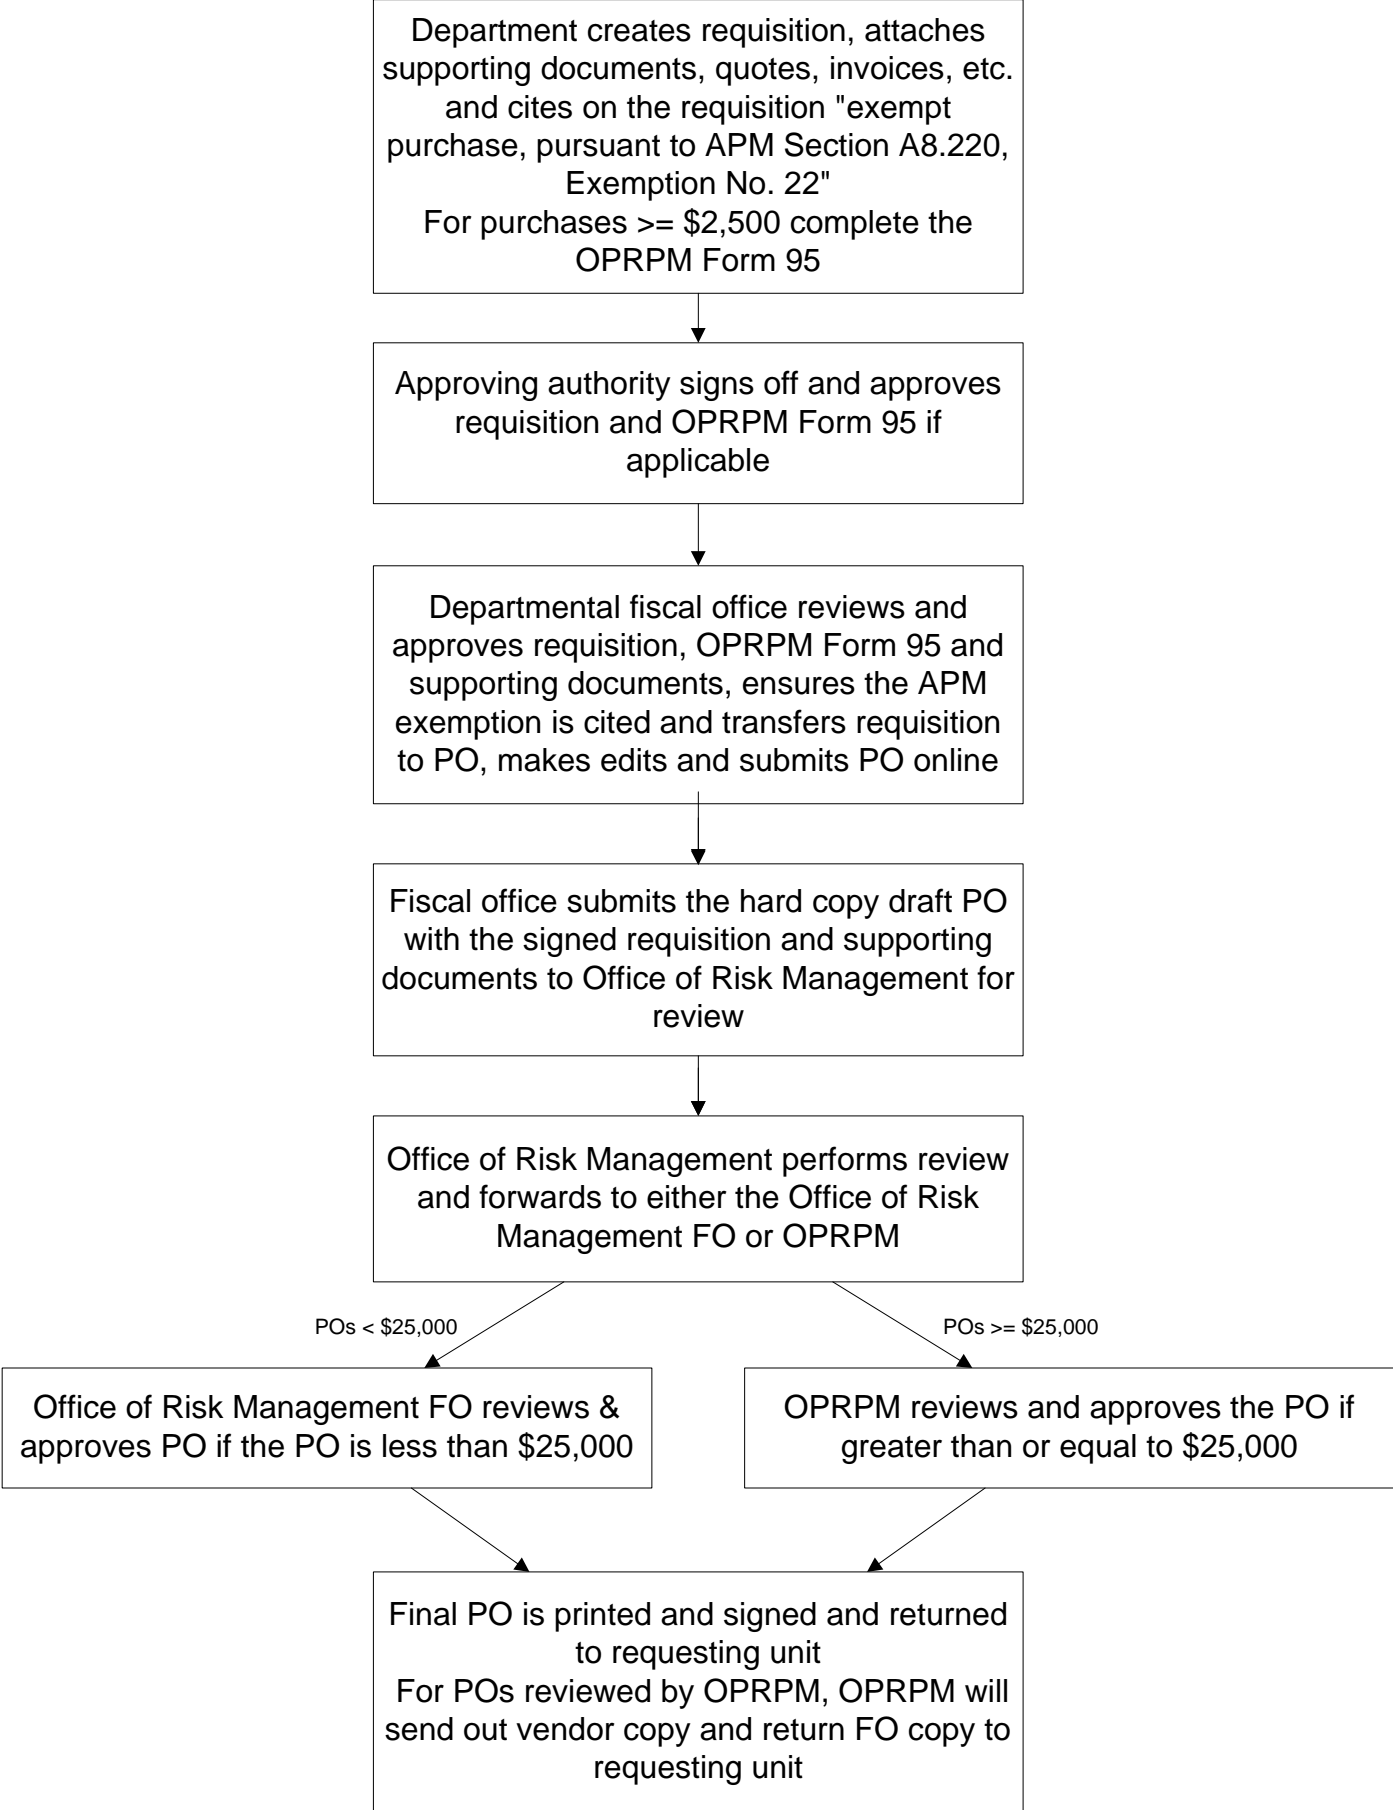 Department creates requisition, attaches
supporting documents, quotes, invoices, etc.
and cites on the requisition "exempt
purchase, pursuant to APM Section A8.220,
Exemption No. 22"
For purchases >= $2,500 complete the
OPRPM Form 95
Approving authority signs off and approves
requisition and OPRPM Form 95 if
applicable
Departmental fiscal office reviews and
approves requisition, OPRPM Form 95 and
supporting documents, ensures the APM
exemption is cited and transfers requisition
to PO, makes edits and submits PO online
Fiscal office submits the hard copy draft PO
with the signed requisition and supporting
documents to Office of Risk Management for
review
Office of Risk Management performs review
and forwards to either the Office of Risk
Management FO or OPRPM
POs < $25,000
POs >= $25,000
Office of Risk Management FO reviews &
approves PO if the PO is less than $25,000
OPRPM reviews and approves the PO if
greater than or equal to $25,000
Final PO is printed and signed and returned
to requesting unit
For POs reviewed by OPRPM, OPRPM will
send out vendor copy and return FO copy to
requesting unit